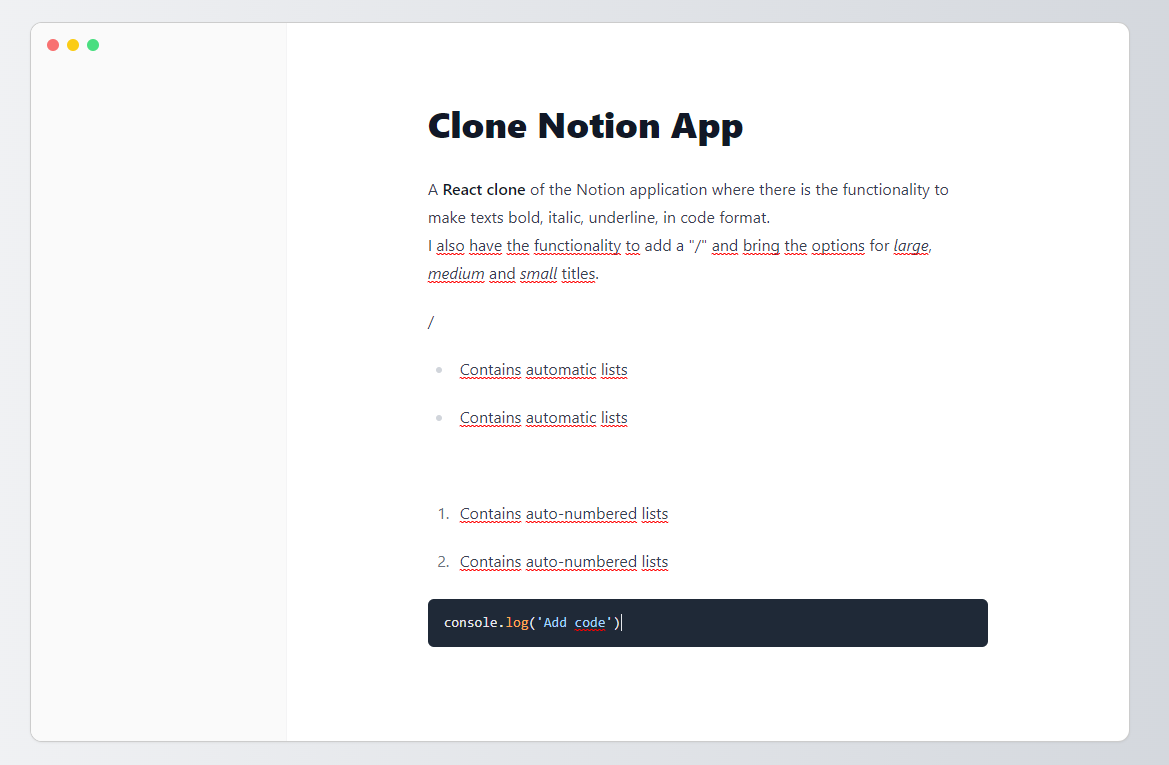 Clone Notion App
A React clone of the Notion application where there is the functionality to
make texts bold, italic, underline, in code format.
I also have the functionality to add a "/" and bring the options for large,
medium and small titles.
/
Contains automatic lists
Contains automatic lists
1. Contains auto-numbered lists
2. Contains auto-numbered lists
console.log('Add code')